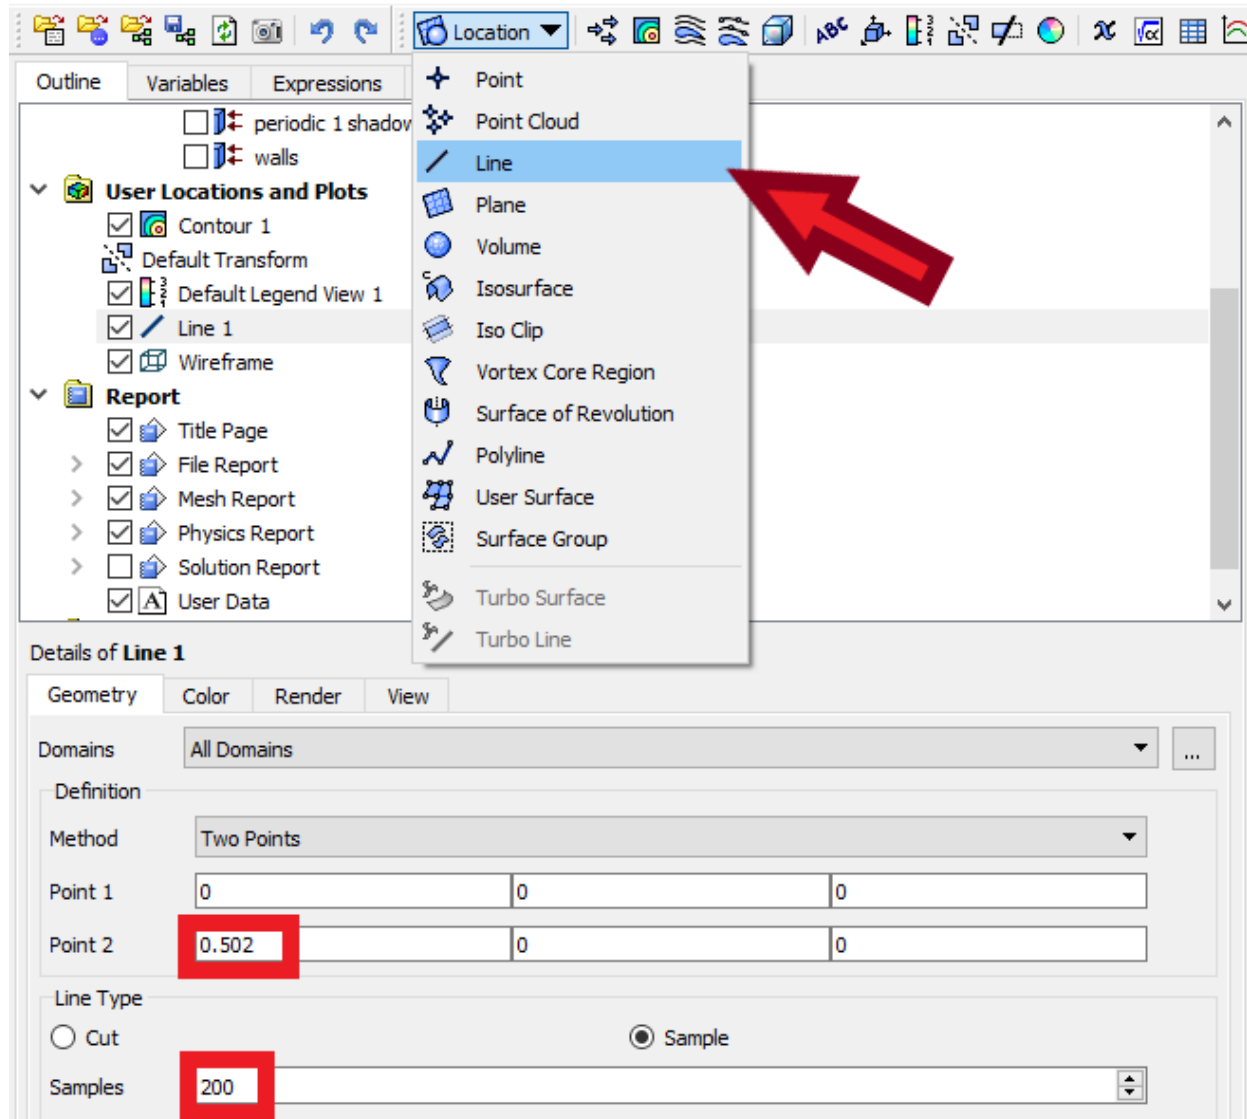 Location
ABC
Outline
Variables
Expressions
periodic 1 shadow
walls
User Locations and Plots
Contour 1
Default Transform
Default Legend View 1
Line 1
Wireframe
Report
Title Page
File Report
Mesh Report
Physics Report
Solution Report
A User Data
Point
Point Cloud
Line
Plane
Volume
Isosurface
Iso Clip
Vortex Core Region
Surface of Revolution
Polyline
User Surface
Surface Group
Turbo Surface
Turbo Line
Details of Line 1
Geometry
Color
Render
View
Domains
All Domains
...
Definition
Method
Two Points
Point 1
0
0
0
Point 2
0.502
0
0
Line Type
Cut
Sample
Samples
200